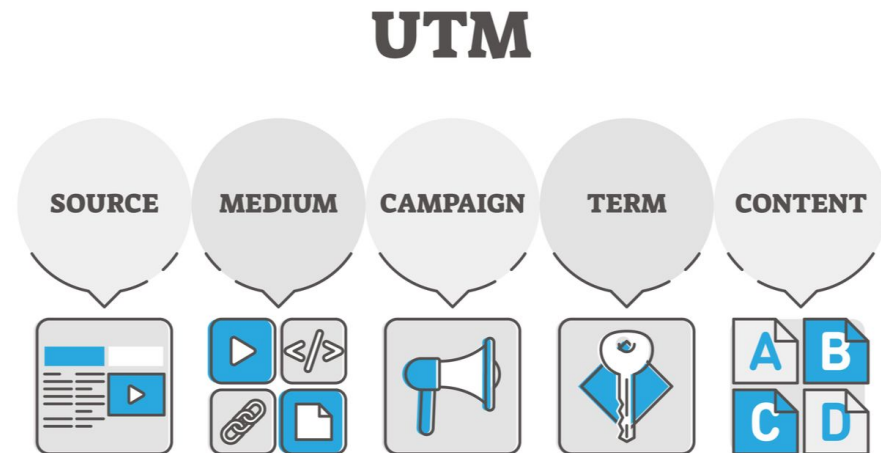 UTM
SOURCE MEDIUM CAMPAIGN TERM CONTENT
</> A B
C D